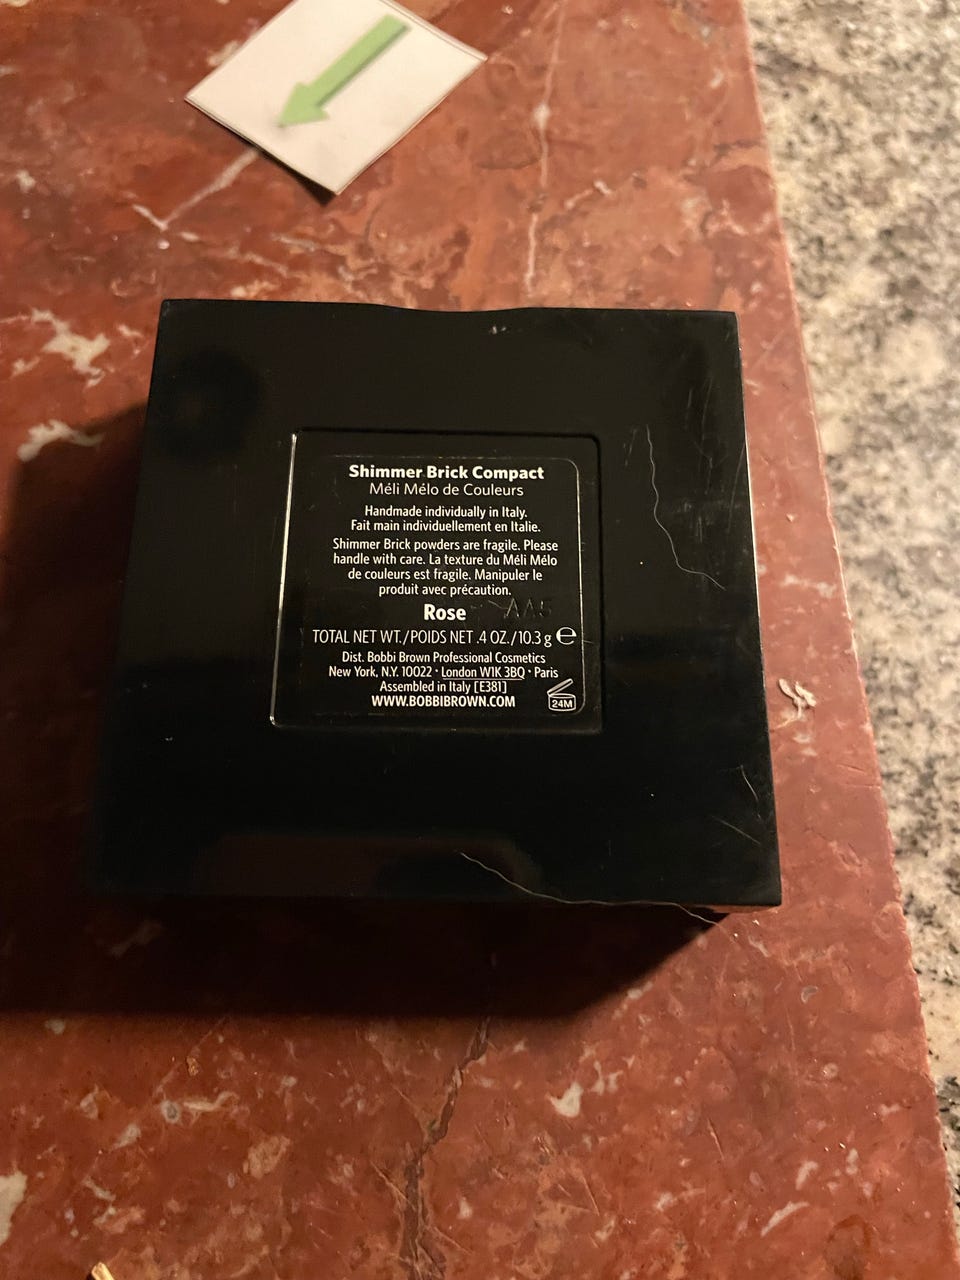 Shimmer Brick Compact
Méli Mélo de Couleurs
Handmade individually in Italy.
Fait main individuellement en Italie.
Shimmer Brick powders are fragile. Please
handle with care. La texture du Méli Mélo
de couleurs est fragile. Manipuler le
produit avec précaution.
Rose AA5
TOTAL NET WT./POIDS NET .4 OZ./10.3 g ℮
Dist. Bobbi Brown Professional Cosmetics
New York, N.Y. 10022 · London W1K 3BQ · Paris
Assembled in Italy [E381]
WWW.BOBBIBROWN.COM
24M